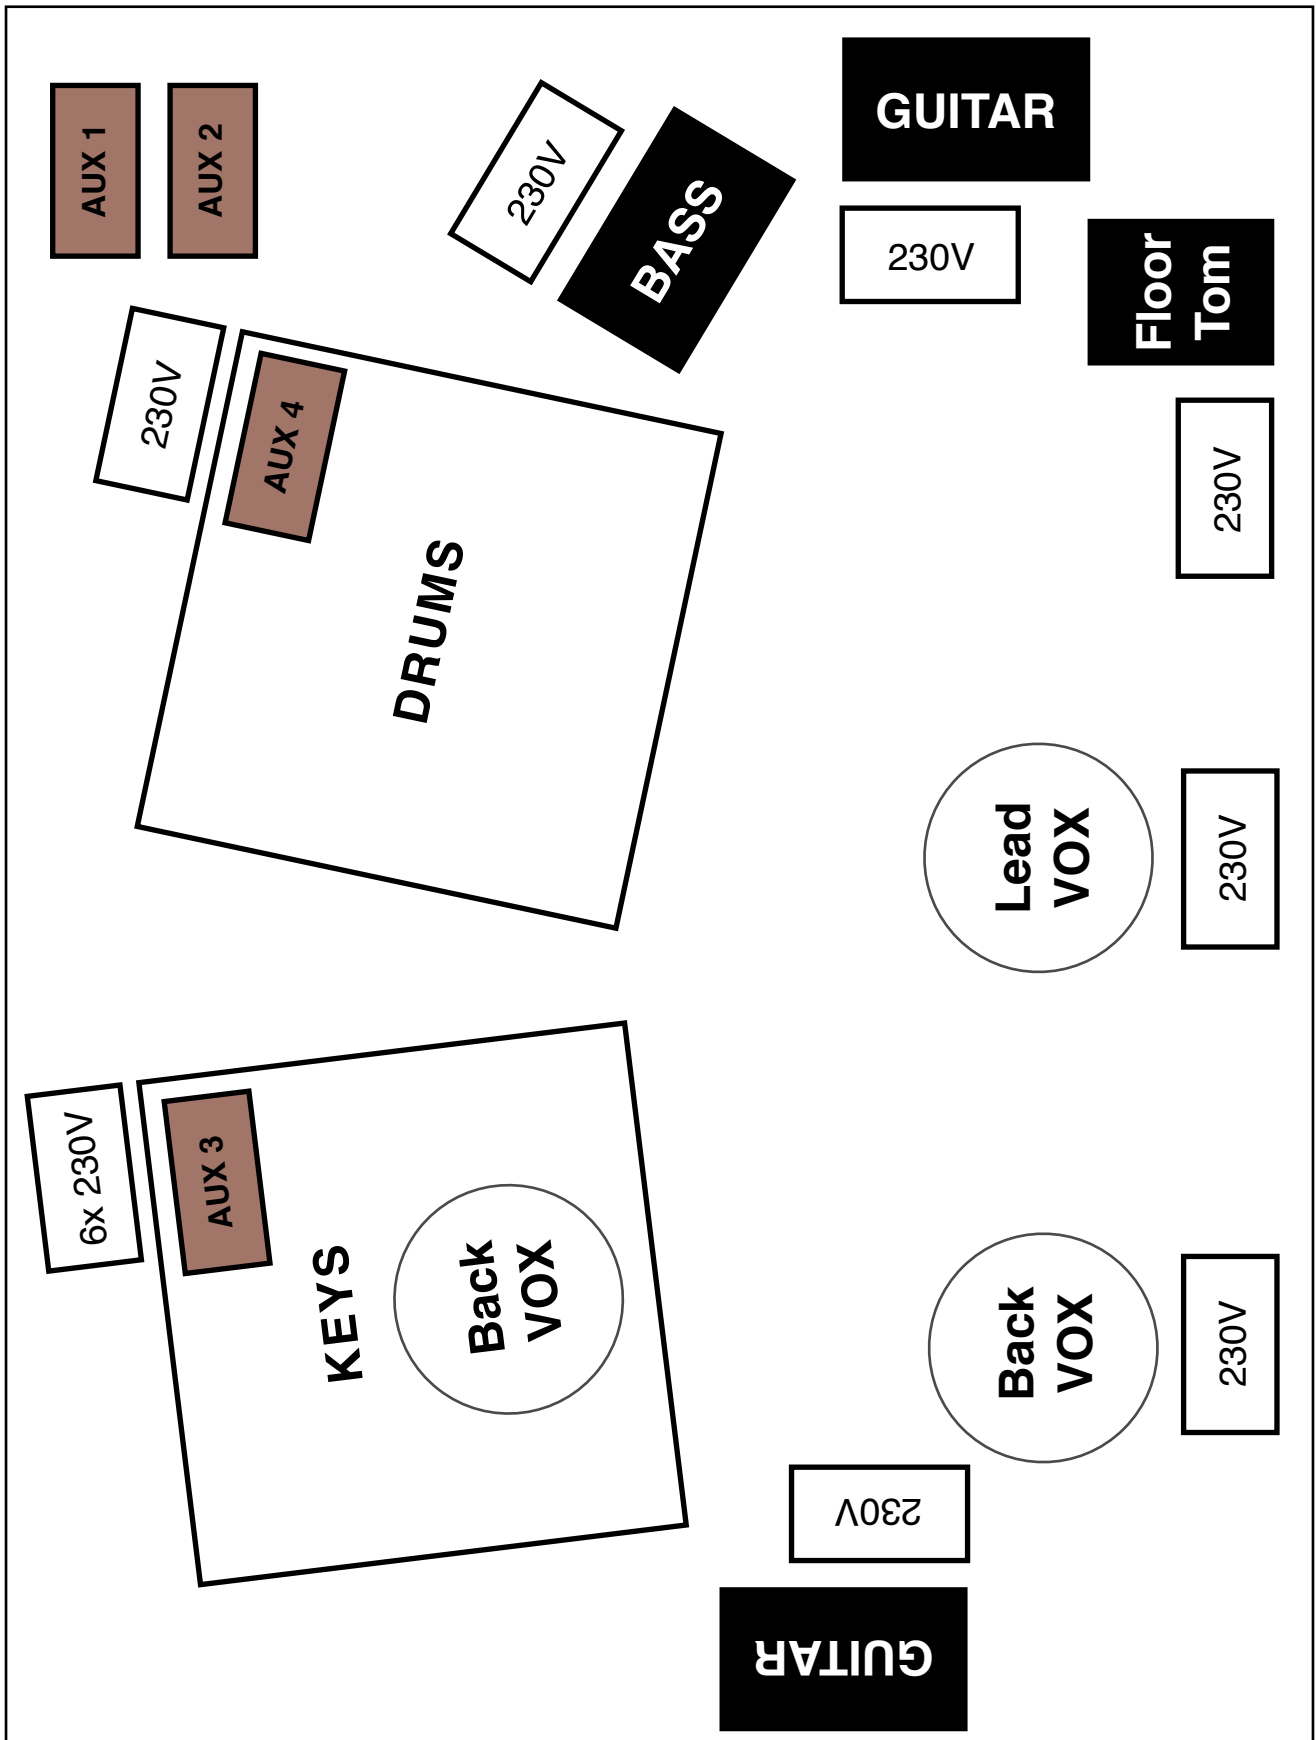 AUX 1
AUX 2
230V
BASS
GUITAR
230V
Floor
Tom
230V
AUX 4
DRUMS
230V
Lead
VOX
230V
6x 230V
AUX 3
KEYS
Back
VOX
Back
VOX
230V
230V
GUITAR